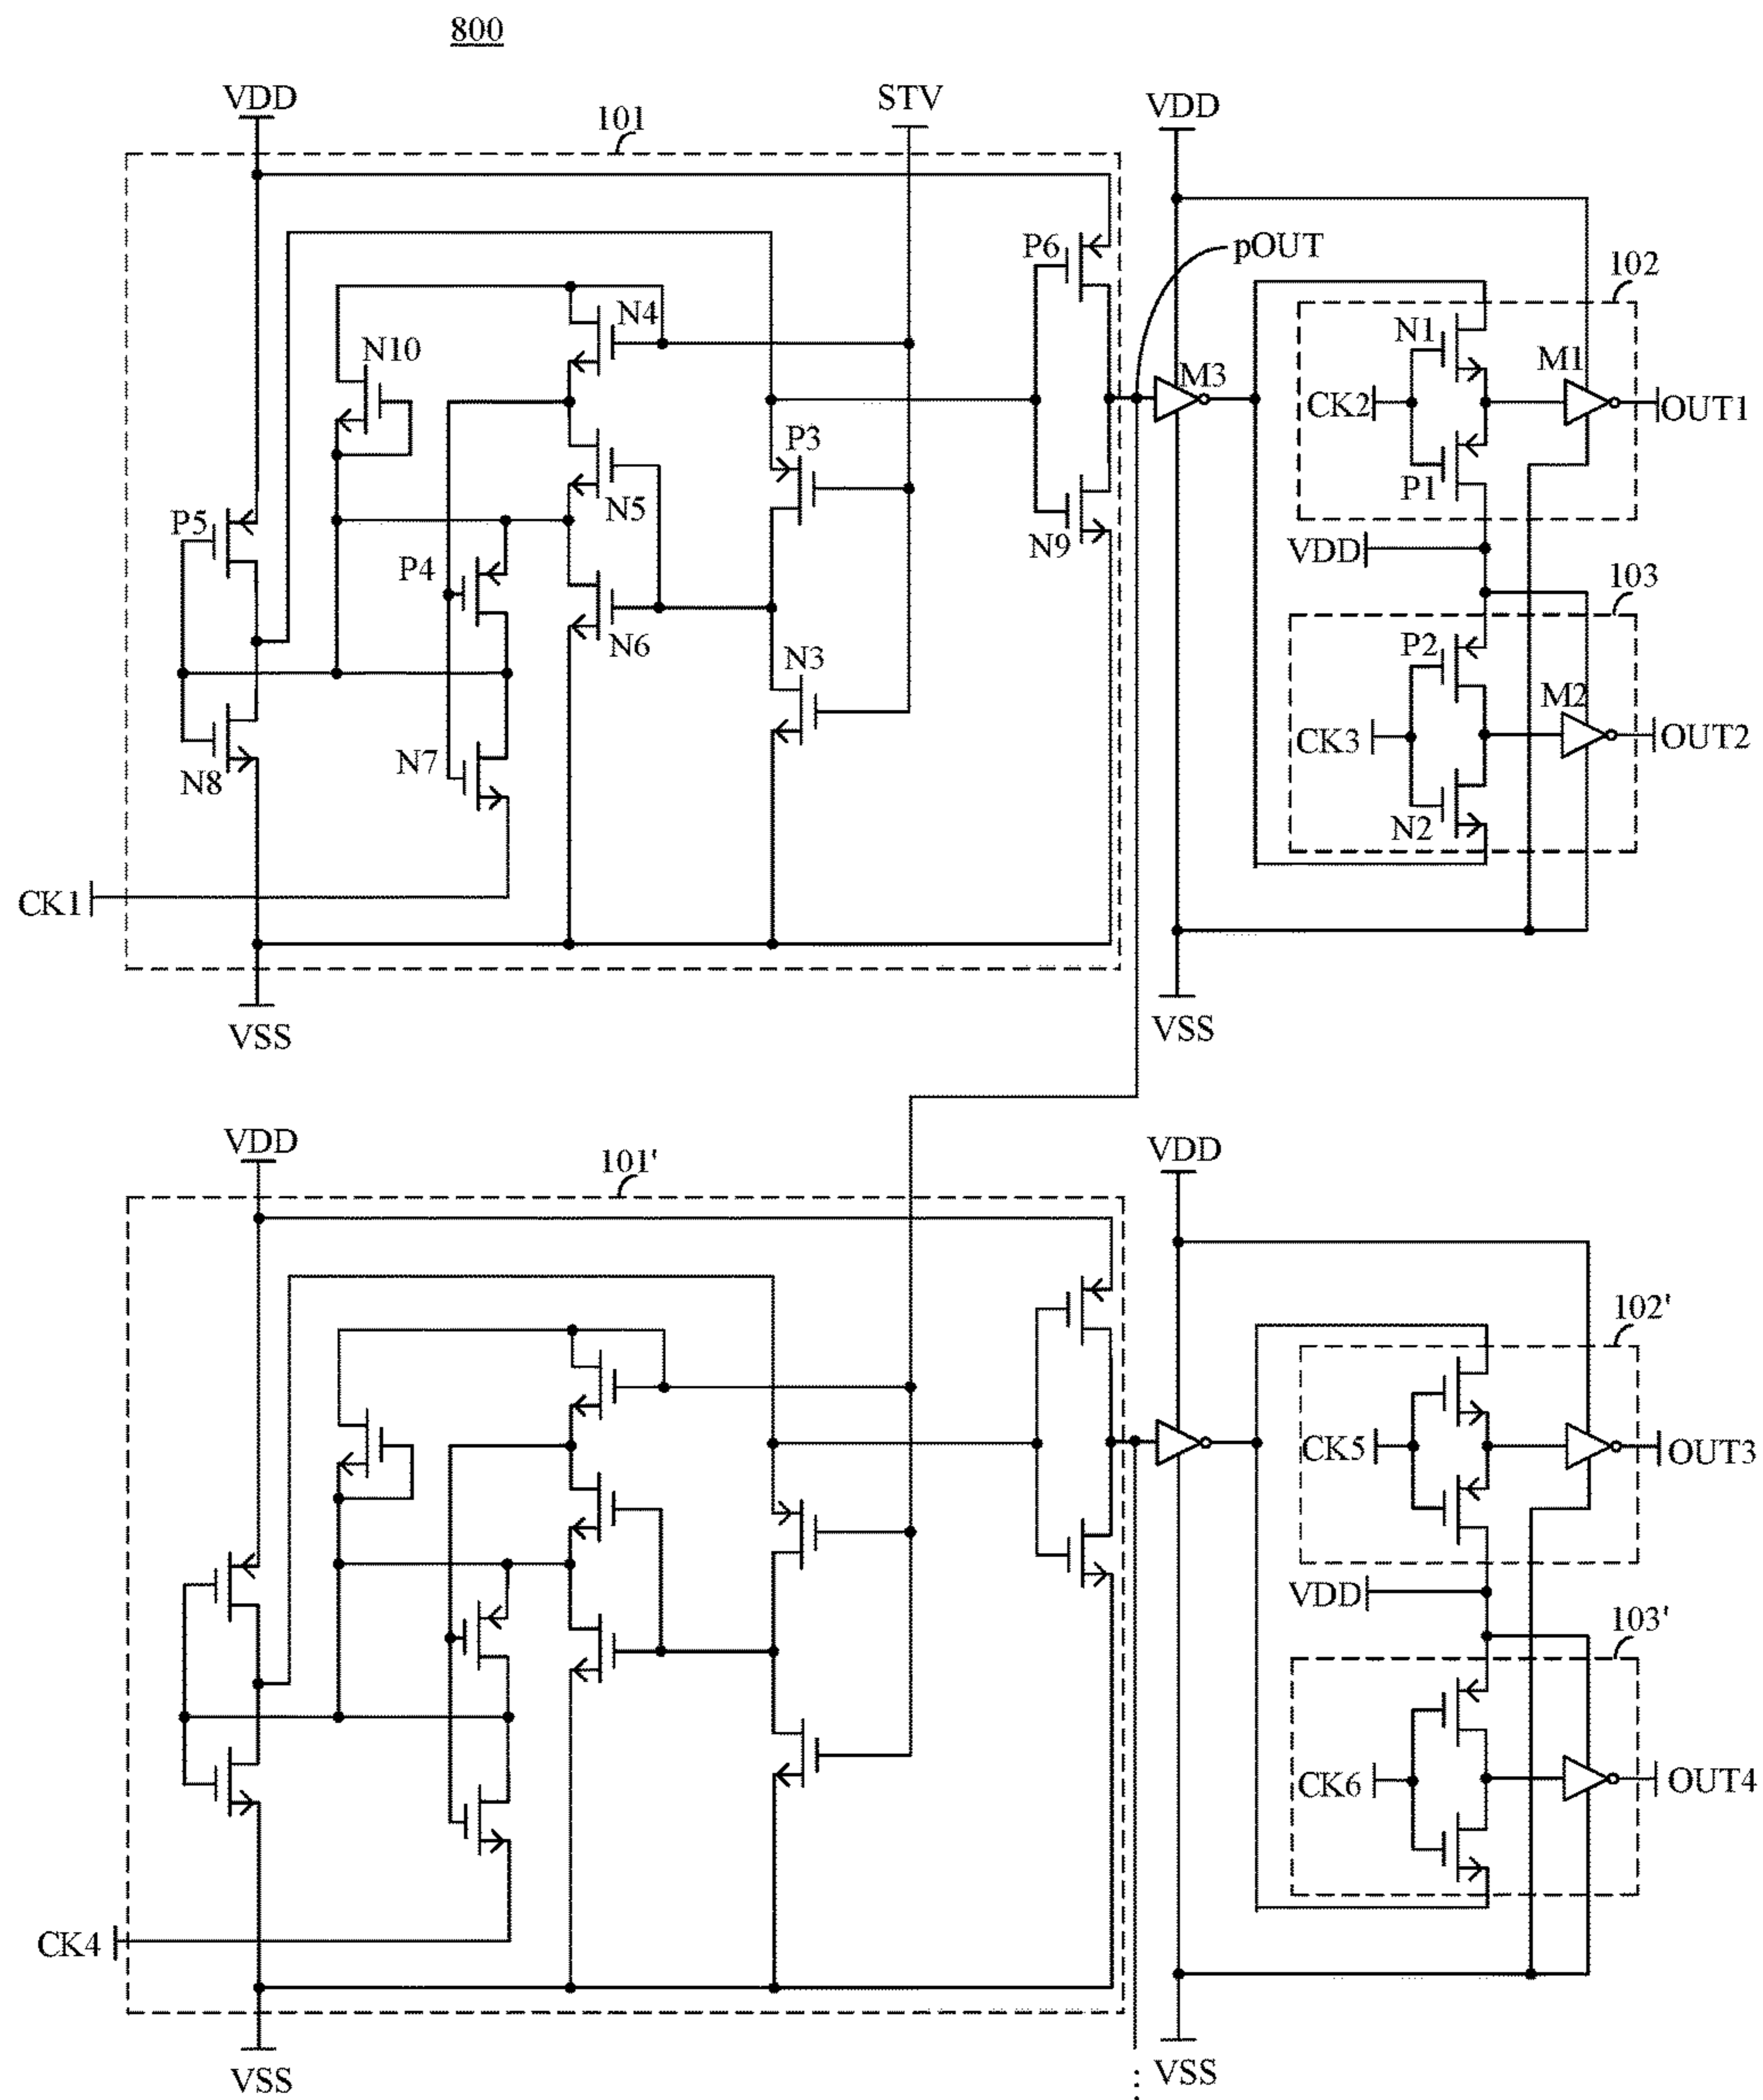 800
VDD
101
STV
VDD
P6
pOUT
102
N4
N1
N10
M3
M1
CK2
OUT1
P3
P1
P5
N5
N9
VDD
P4
103
N6
P2
N3
M2
CK3
OUT2
N7
N8
N2
CK1
VSS
VSS
VDD
101'
VDD
102'
CK5
OUT3
VDD
103'
CK6
OUT4
CK4
VSS
VSS